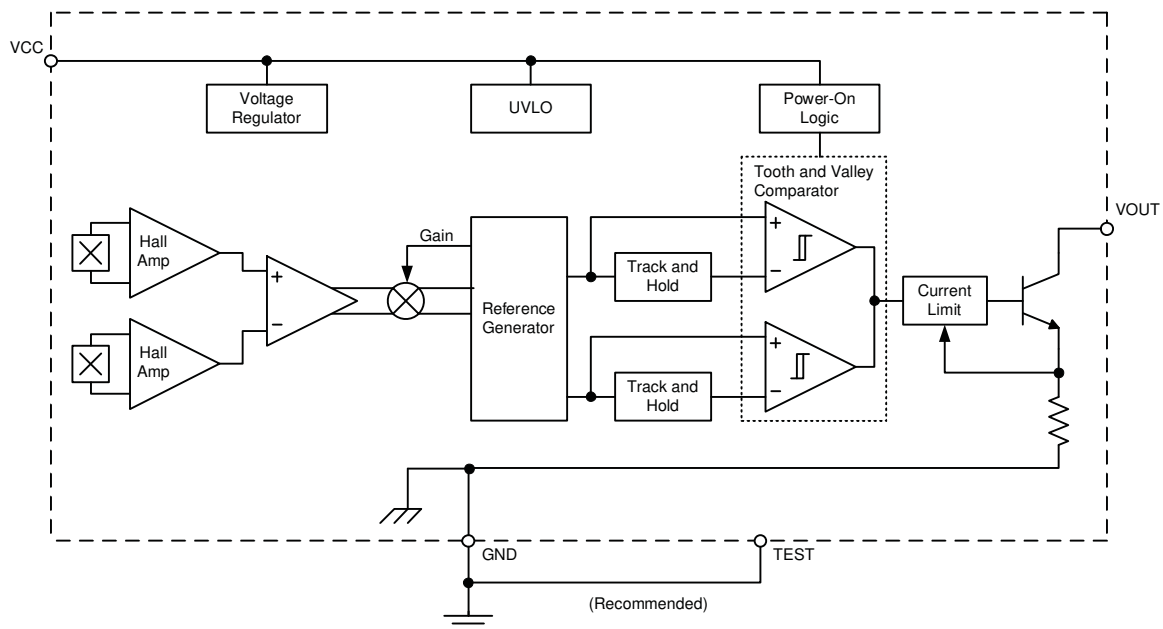 VCC
Voltage
Regulator
UVLO
Power-On
Logic
Tooth and Valley
Comparator
VOUT
Hall
Amp
Hall
Amp
+
−
Gain
Reference
Generator
Track and
Hold
Track and
Hold
+
−
+
−
Current
Limit
GND
TEST
(Recommended)